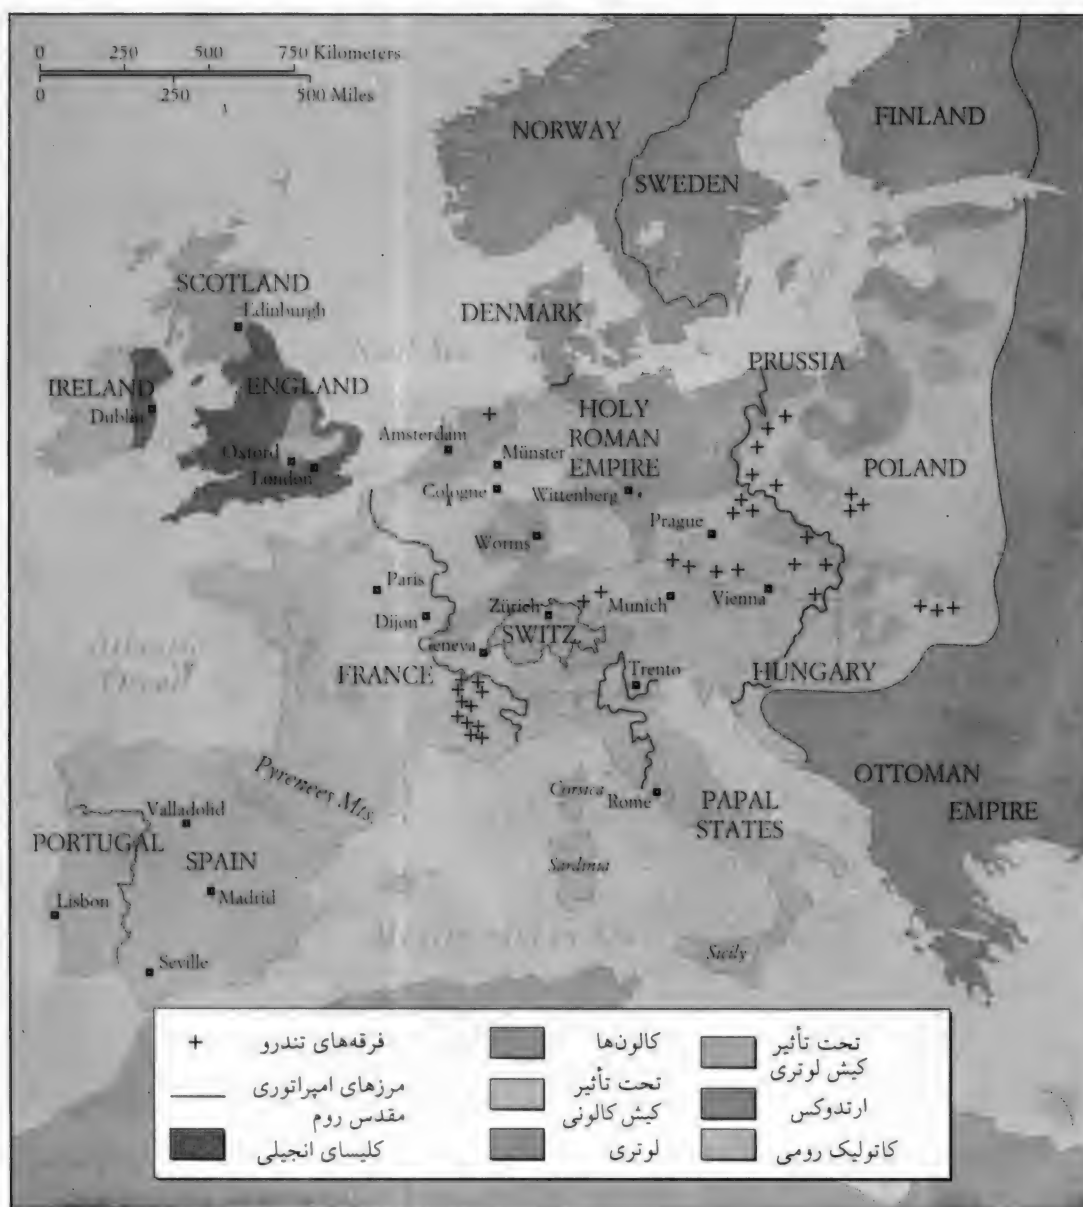 0 250 500 750 Kilometers
0 250 500 Miles
NORWAY
FINLAND
SWEDEN
SCOTLAND
Edinburgh
DENMARK
IRELAND
ENGLAND
Dublin
Oxford
London
PRUSSIA
HOLY
ROMAN
EMPIRE
Amsterdam
Münster
Cologne
Wittenberg
POLAND
Prague
Worms
Paris
Dijon
Zürich
Munich
Vienna
SWITZ
Geneva
FRANCE
Trento
HUNGARY
Atlantic
Ocean
Pyrenees Mts.
Corsica
Rome
PAPAL
STATES
OTTOMAN
EMPIRE
Valladolid
PORTUGAL
SPAIN
Madrid
Lisbon
Sardinia
Sicily
Seville
تحت تأثیر
کیش لوتری
ارتدوکس
کاتولیک رومی
کالون‌ها
تحت تأثیر
کیش کالونی
لوتری
فرقه‌های تندرو
مرزهای امپراتوری
مقدس روم
کلیسای انجیلی